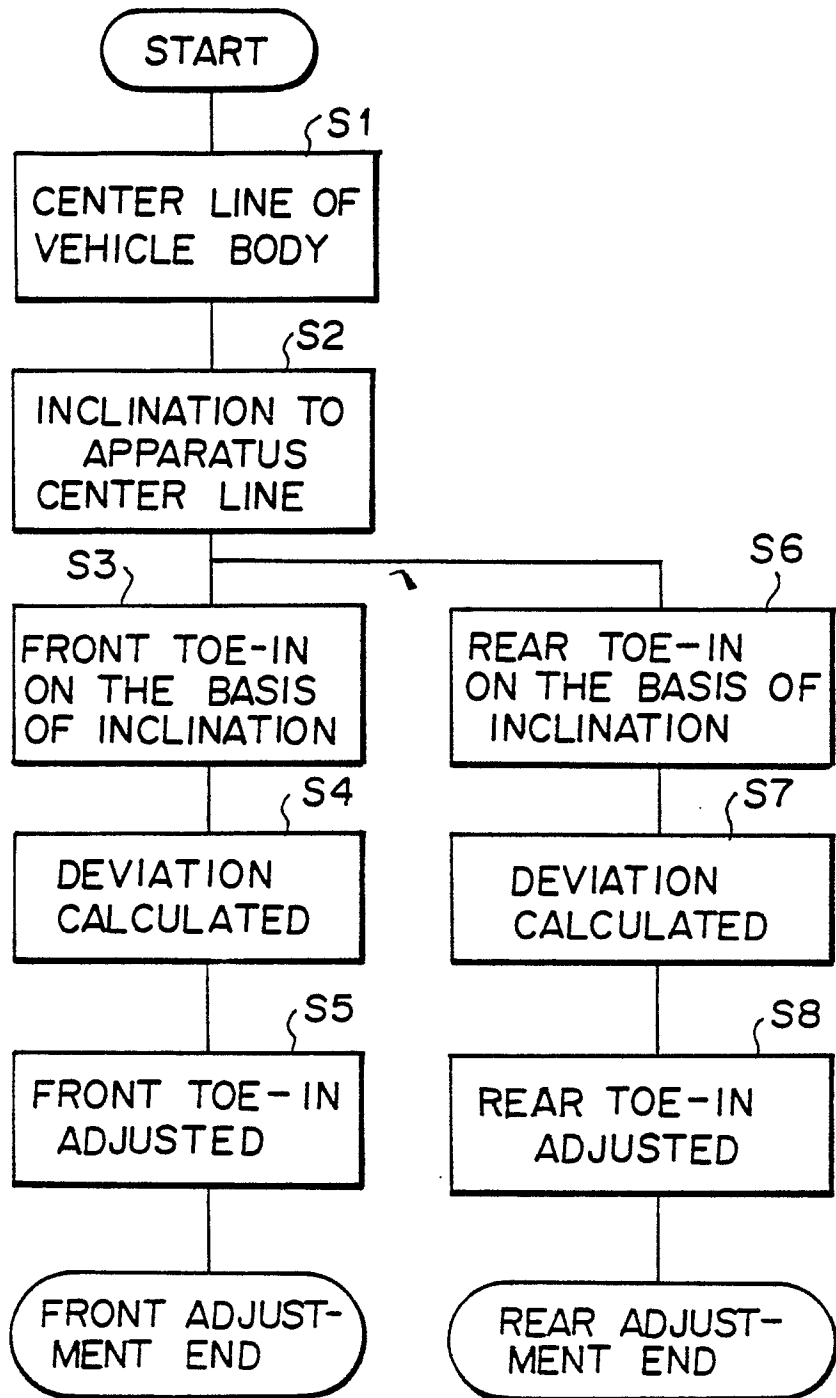 START
S1
CENTER LINE OF
VEHICLE BODY
S2
INCLINATION TO
APPARATUS
CENTER LINE
S3
FRONT TOE-IN
ON THE BASIS
OF INCLINATION
S4
DEVIATION
CALCULATED
S5
FRONT TOE-IN
ADJUSTED
FRONT ADJUST-
MENT END
S6
REAR TOE-IN
ON THE BASIS OF
INCLINATION
S7
DEVIATION
CALCULATED
S8
REAR TOE-IN
ADJUSTED
REAR ADJUST-
MENT END